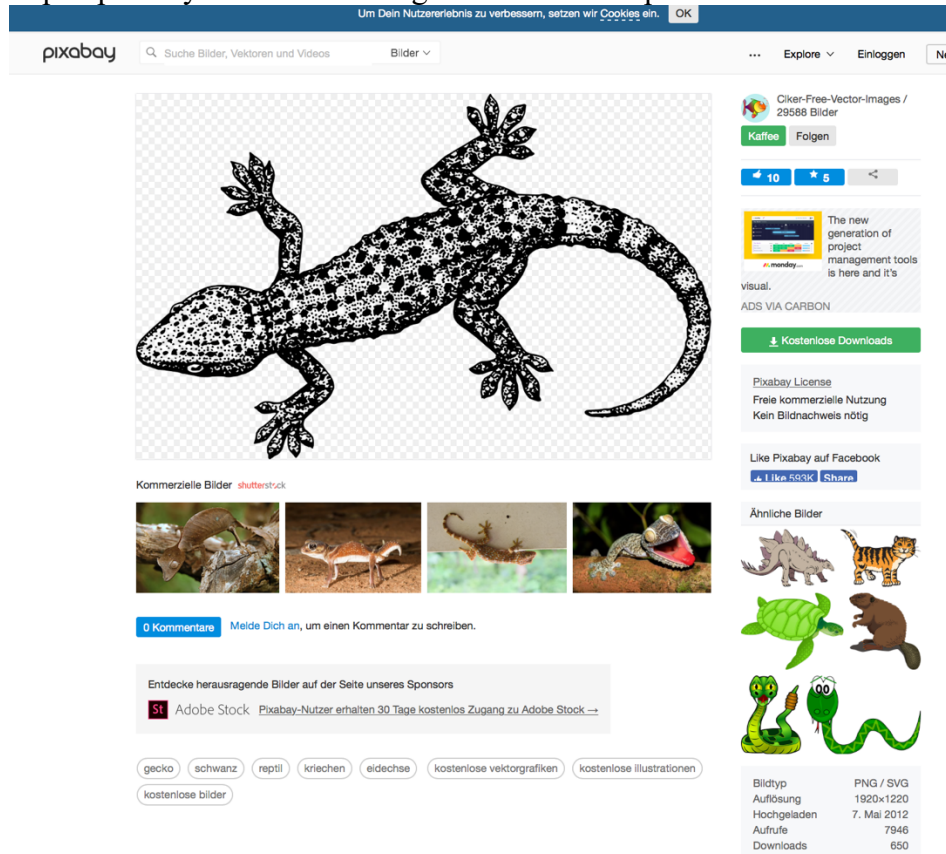 Um Dein Nutzererlebnis zu verbessern, setzen wir Cookies ein. OK
pixabay
Suche Bilder, Vektoren und Videos Bilder
... Explore Einloggen
Clker-Free-Vector-Images /
29588 Bilder
Kaffee Folgen
10 5
The new
generation of
project
management tools
is here and it's
visual.
monday.com
ADS VIA CARBON
Kostenlose Downloads
Pixabay License
Freie kommerzielle Nutzung
Kein Bildnachweis nötig
Like Pixabay auf Facebook
Like 593K Share
Ähnliche Bilder
Kommerzielle Bilder shutterstock
0 Kommentare Melde Dich an, um einen Kommentar zu schreiben.
Entdecke herausragende Bilder auf der Seite unseres Sponsors
St Adobe Stock Pixabay-Nutzer erhalten 30 Tage kostenlos Zugang zu Adobe Stock →
gecko schwanz reptil kriechen eidechse kostenlose vektorgrafiken kostenlose illustrationen
kostenlose bilder
Bildtyp PNG / SVG
Auflösung 1920×1220
Hochgeladen 7. Mai 2012
Aufrufe 7946
Downloads 650